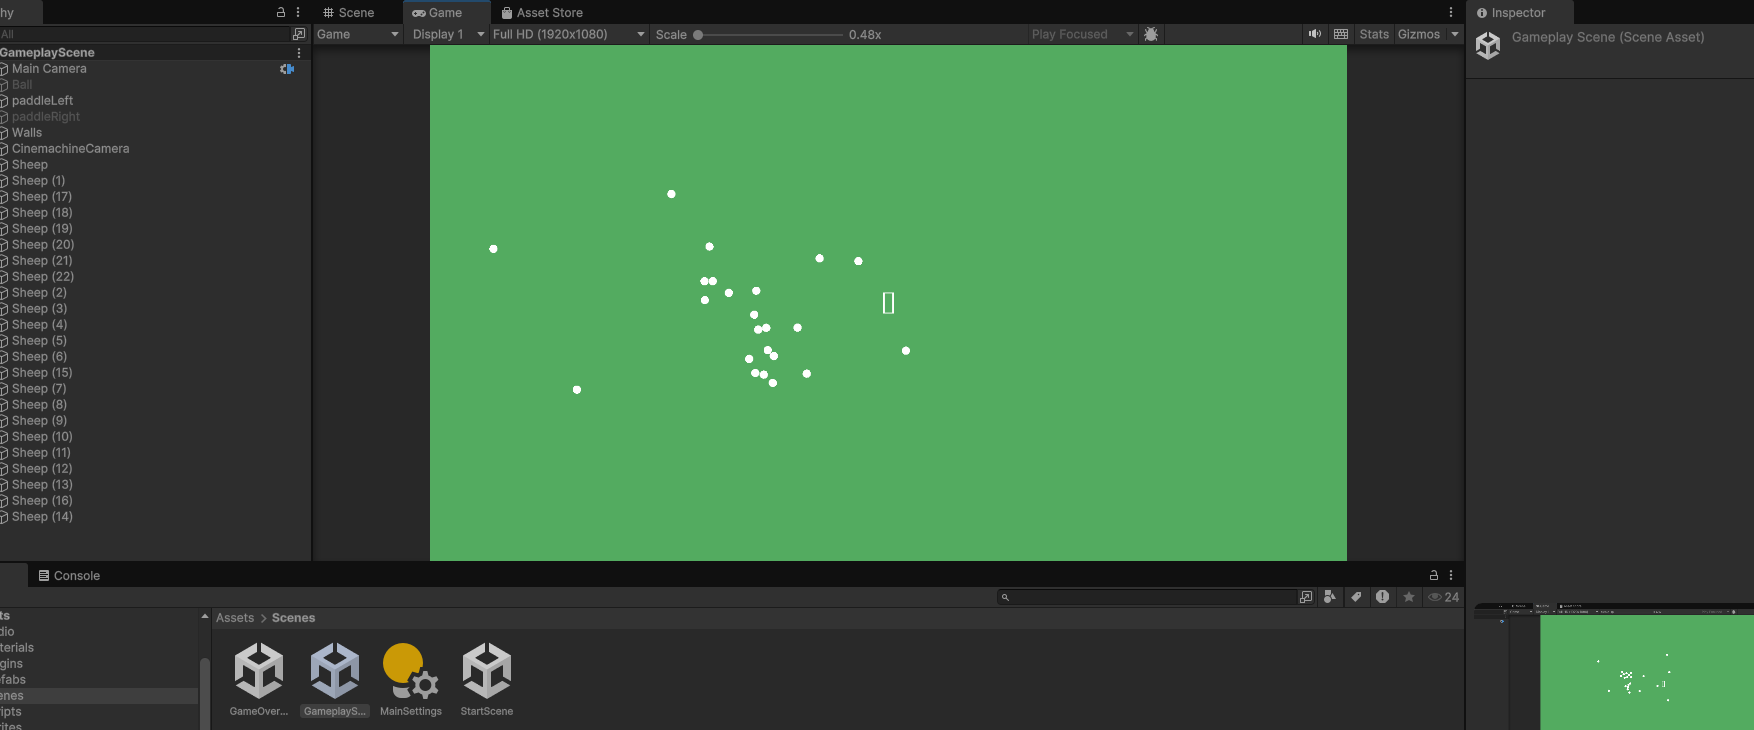 hy
All
GameplayScene
Main Camera
Ball
paddleLeft
paddleRight
Walls
CinemachineCamera
Sheep
Sheep (1)
Sheep (17)
Sheep (18)
Sheep (19)
Sheep (20)
Sheep (21)
Sheep (22)
Sheep (2)
Sheep (3)
Sheep (4)
Sheep (5)
Sheep (6)
Sheep (15)
Sheep (7)
Sheep (8)
Sheep (9)
Sheep (10)
Sheep (11)
Sheep (12)
Sheep (13)
Sheep (16)
Sheep (14)
Scene Game Asset Store
Game Display 1 Full HD (1920x1080) Scale 0.48x Play Focused Stats Gizmos
Inspector
Gameplay Scene (Scene Asset)
Console
24
ts
dio
terials
gins
efabs
enes
ipts
rites
Assets > Scenes
GameOver... GameplayS... MainSettings StartScene